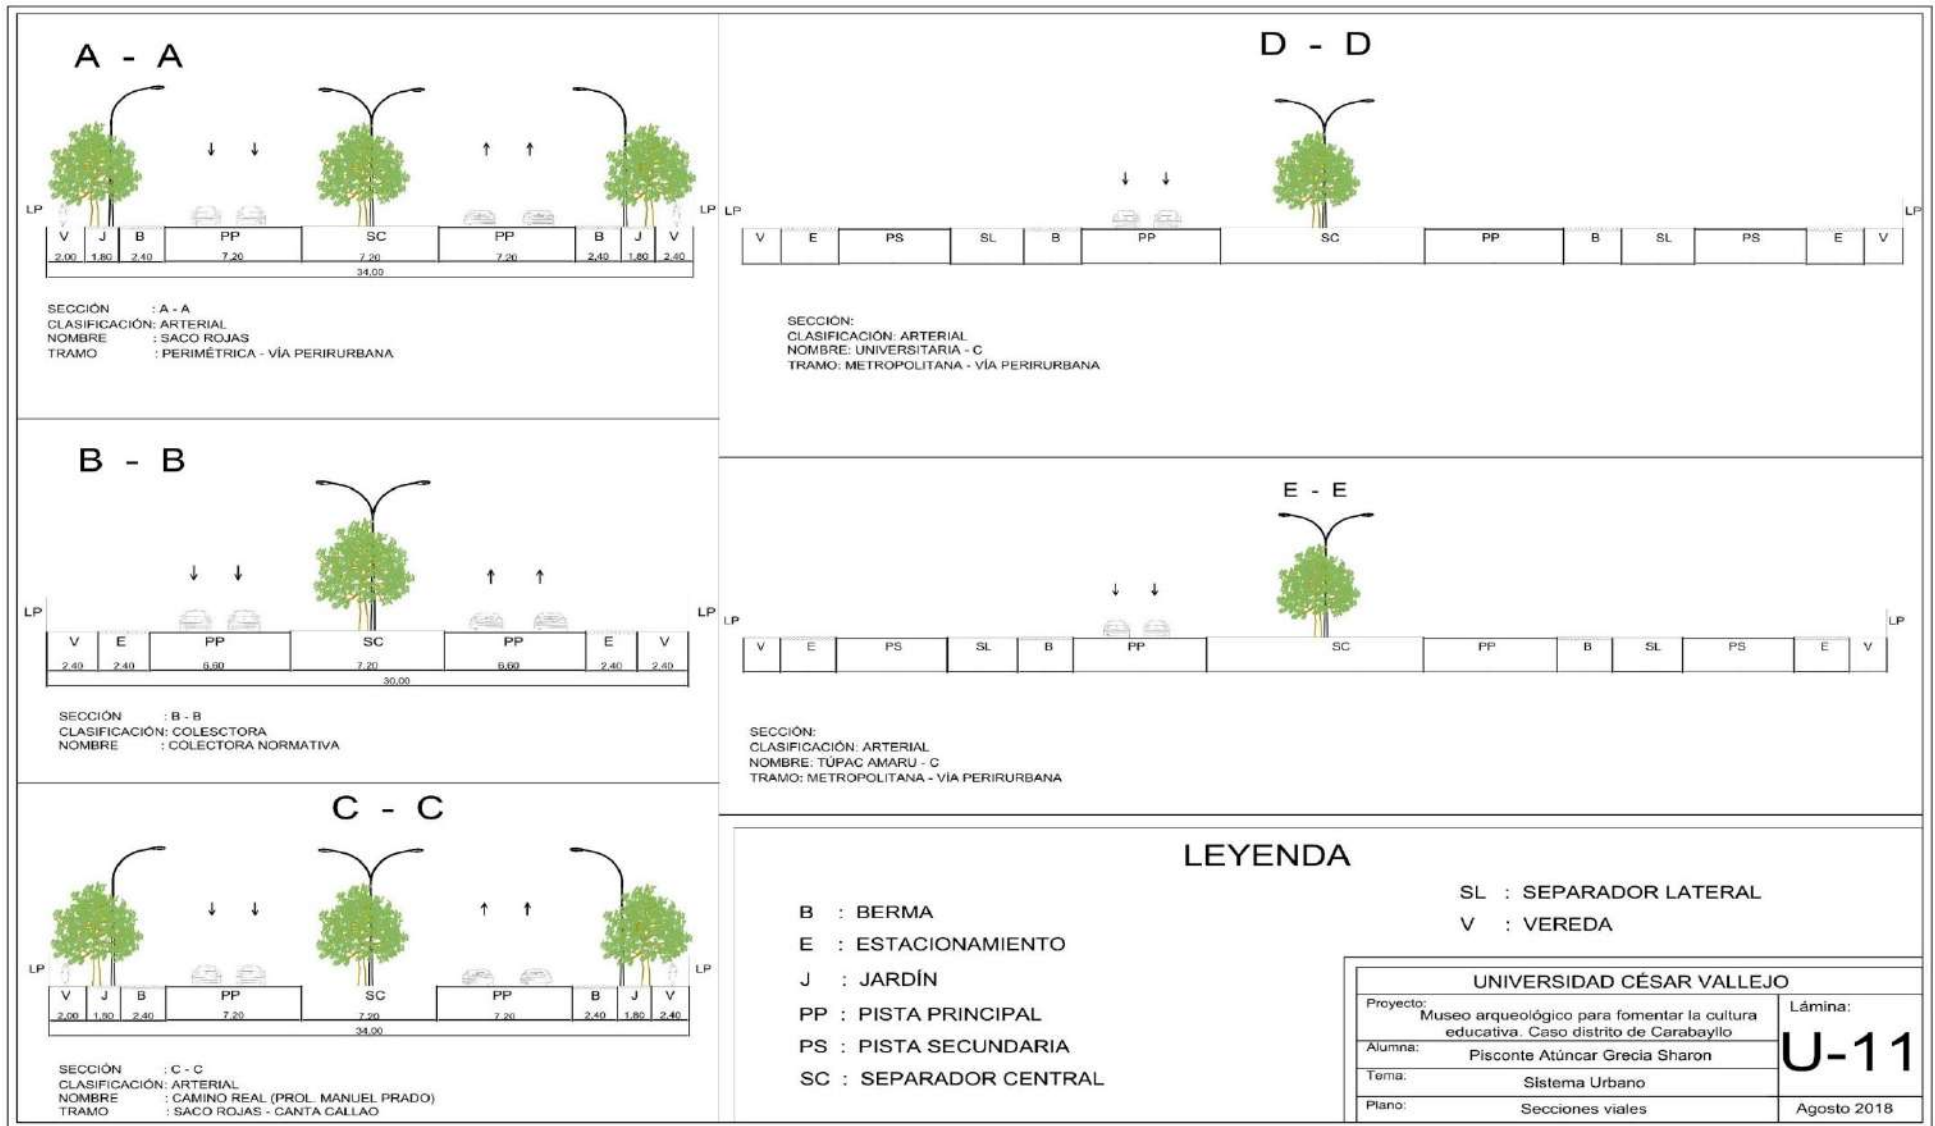 A - A
LP LP
V J B PP SC PP B J V
2.00 1.80 2.40 7.20 7.20 7.20 2.40 1.80 2.40
34.00
SECCIÓN : A - A
CLASIFICACIÓN: ARTERIAL
NOMBRE : SACO ROJAS
TRAMO : PERIMÉTRICA - VÍA PERIRURBANA
B - B
LP LP
V E PP SC PP E V
2.40 2.40 6.60 7.20 6.60 2.40 2.40
30.00
SECCIÓN : B - B
CLASIFICACIÓN: COLESCTORA
NOMBRE : COLECTORA NORMATIVA
C - C
LP LP
V J B PP SC PP B J V
2.00 1.80 2.40 7.20 7.20 7.20 2.40 1.80 2.40
34.00
SECCIÓN : C - C
CLASIFICACIÓN: ARTERIAL
NOMBRE : CAMINO REAL (PROL. MANUEL PRADO)
TRAMO : SACO ROJAS - CANTA CALLAO
D - D
LP LP
V E PS SL B PP SC PP B SL PS E V
SECCIÓN:
CLASIFICACIÓN: ARTERIAL
NOMBRE: UNIVERSITARIA - C
TRAMO: METROPOLITANA - VÍA PERIRURBANA
E - E
LP LP
V E PS SL B PP SC PP B SL PS E V
SECCIÓN:
CLASIFICACIÓN: ARTERIAL
NOMBRE: TÚPAC AMARU - C
TRAMO: METROPOLITANA - VÍA PERIRURBANA
LEYENDA
B : BERMA
E : ESTACIONAMIENTO
J : JARDÍN
PP : PISTA PRINCIPAL
PS : PISTA SECUNDARIA
SC : SEPARADOR CENTRAL
SL : SEPARADOR LATERAL
V : VEREDA
UNIVERSIDAD CÉSAR VALLEJO
Proyecto:
Museo arqueológico para fomentar la cultura
educativa. Caso distrito de Carabayllo
Alumna: Pisconte Atúncar Grecia Sharon
Tema: Sistema Urbano
Plano: Secciones viales
Lámina:
U-11
Agosto 2018